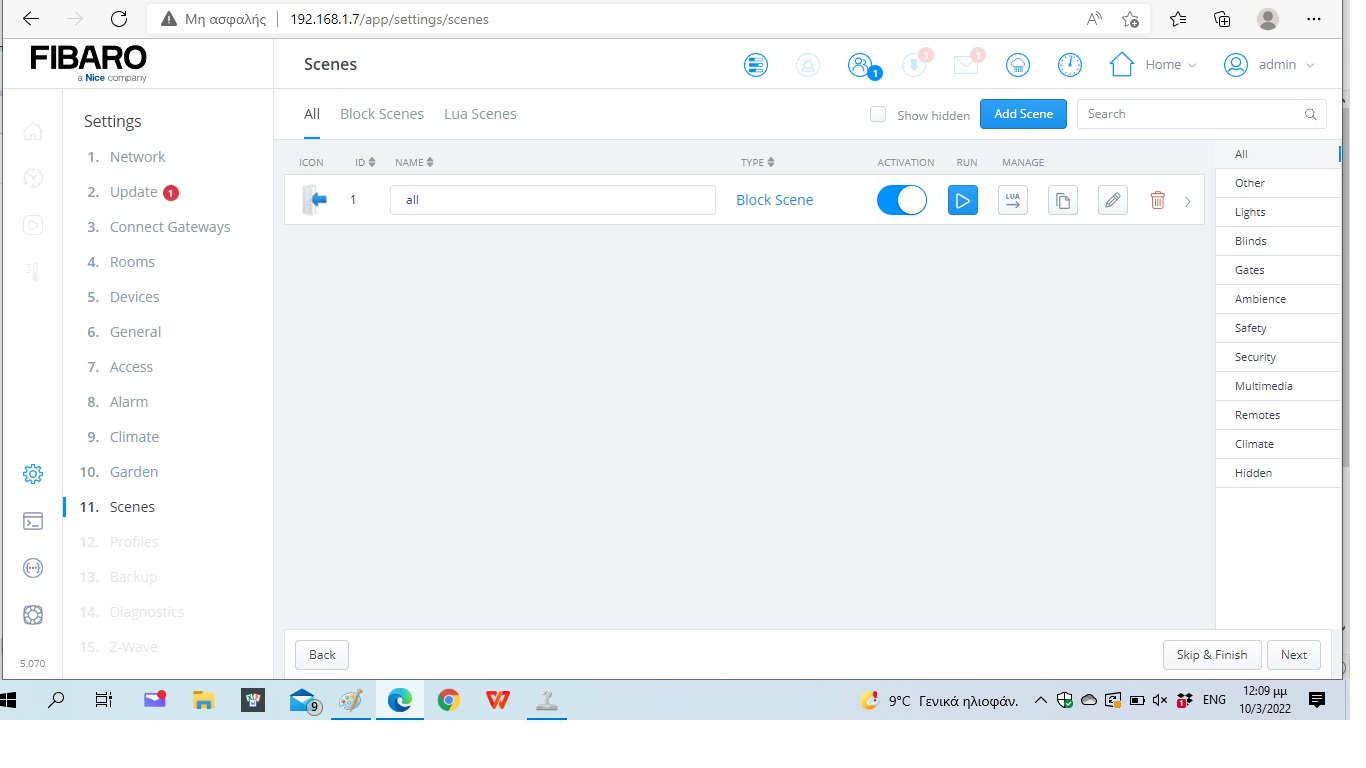 Μη ασφαλής 192.168.1.7/app/settings/scenes
FIBARO
a Nice company
Scenes
1
1
1
Home
admin
Settings
1. Network
2. Update 1
3. Connect Gateways
4. Rooms
5. Devices
6. General
7. Access
8. Alarm
9. Climate
10. Garden
11. Scenes
12. Profiles
13. Backup
14. Diagnostics
15. Z-Wave
5.070
All Block Scenes Lua Scenes
Show hidden Add Scene Search
ICON ID NAME TYPE ACTIVATION RUN MANAGE
1 all Block Scene LUA
All
Other
Lights
Blinds
Gates
Ambience
Safety
Security
Multimedia
Remotes
Climate
Hidden
Back Skip & Finish Next
9 9°C Γενικά ηλιοφάν. 1 ENG 12:09 μμ
10/3/2022